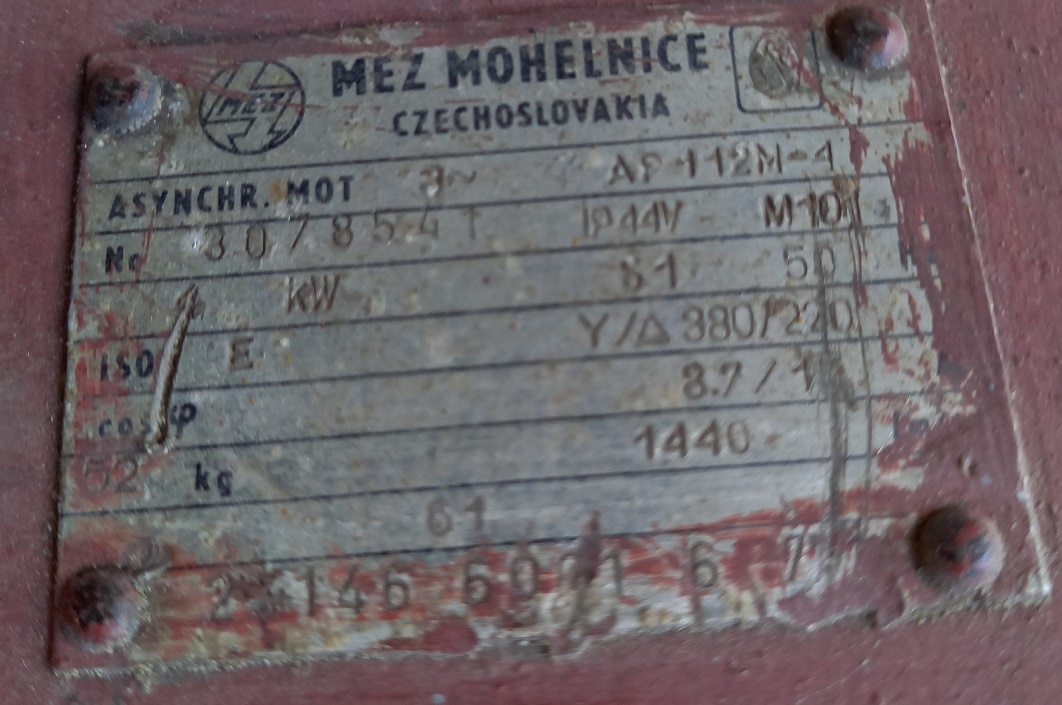 MEZ MEZ MOHELNICE
CZECHOSLOVAKIA
ASYNCHR. MOT 3~ AP 112M-4
No 3078541 IP44V M101
kW S1 50
ISO E Y/Δ 380/220
cos φ 8.7/
52 kg 1440
61
146 6 7